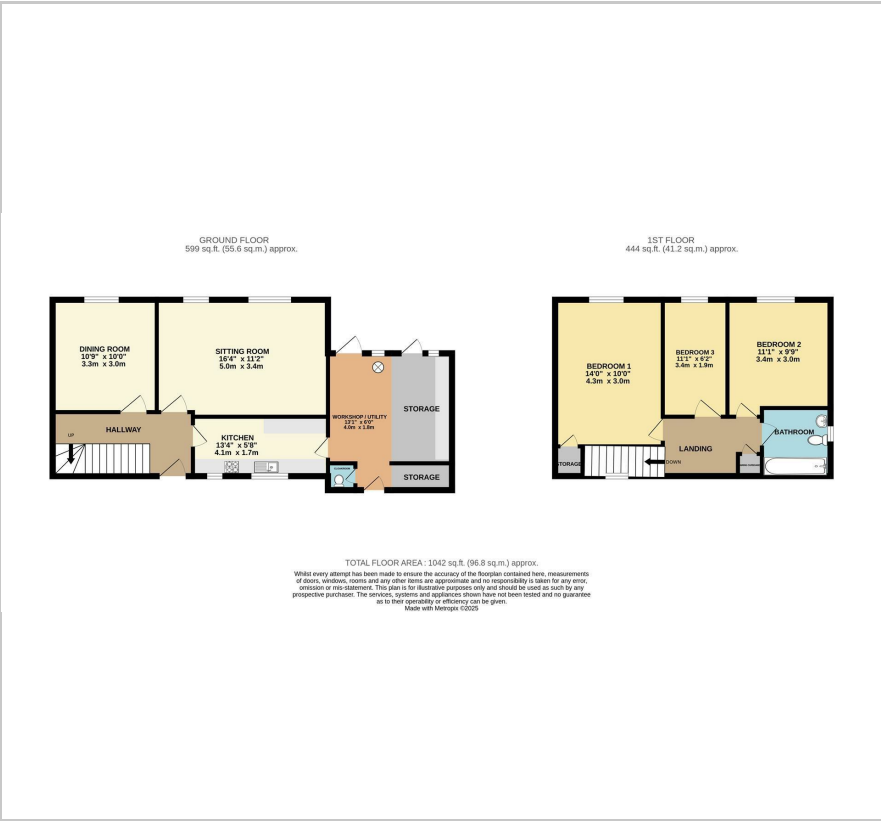 GROUND FLOOR
599 sq.ft. (55.6 sq.m.) approx.
DINING ROOM
10'9" x 10'0"
3.3m x 3.0m
SITTING ROOM
16'4" x 11'2"
5.0m x 3.4m
HALLWAY
UP
KITCHEN
13'4" x 5'8"
4.1m x 1.7m
WORKSHOP / UTILITY
13'1" x 6'0"
4.0m x 1.8m
STORAGE
STORAGE
1ST FLOOR
444 sq.ft. (41.2 sq.m.) approx.
BEDROOM 1
14'0" x 10'0"
4.3m x 3.0m
BEDROOM 3
11'1" x 6'2"
3.4m x 1.9m
BEDROOM 2
11'1" x 9'9"
3.4m x 3.0m
BATHROOM
LANDING
DOWN
STORAGE
TOTAL FLOOR AREA : 1042 sq.ft. (96.8 sq.m.) approx.
Whilst every attempt has been made to ensure the accuracy of the floorplan contained here, measurements
of doors, windows, rooms and any other items are approximate and no responsibility is taken for any error,
omission or mis-statement. This plan is for illustrative purposes only and should be used as such by any
prospective purchaser. The services, systems and appliances shown have not been tested and no guarantee
as to their operability or efficiency can be given.
Made with Metropix ©2025